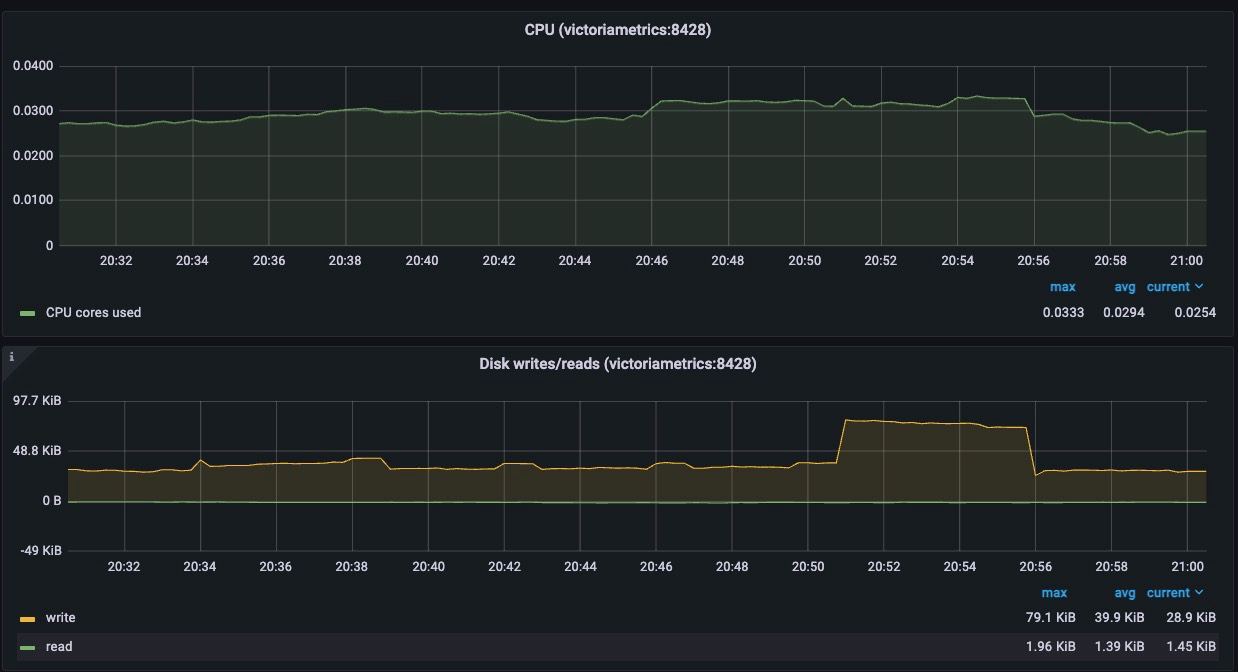 CPU (victoriametrics:8428)
0.0400
0.0300
0.0200
0.0100
0
20:32 20:34 20:36 20:38 20:40 20:42 20:44 20:46 20:48 20:50 20:52 20:54 20:56 20:58 21:00
max avg current
CPU cores used 0.0333 0.0294 0.0254
i
Disk writes/reads (victoriametrics:8428)
97.7 KiB
48.8 KiB
0 B
-49 KiB
20:32 20:34 20:36 20:38 20:40 20:42 20:44 20:46 20:48 20:50 20:52 20:54 20:56 20:58 21:00
max avg current
write 79.1 KiB 39.9 KiB 28.9 KiB
read 1.96 KiB 1.39 KiB 1.45 KiB